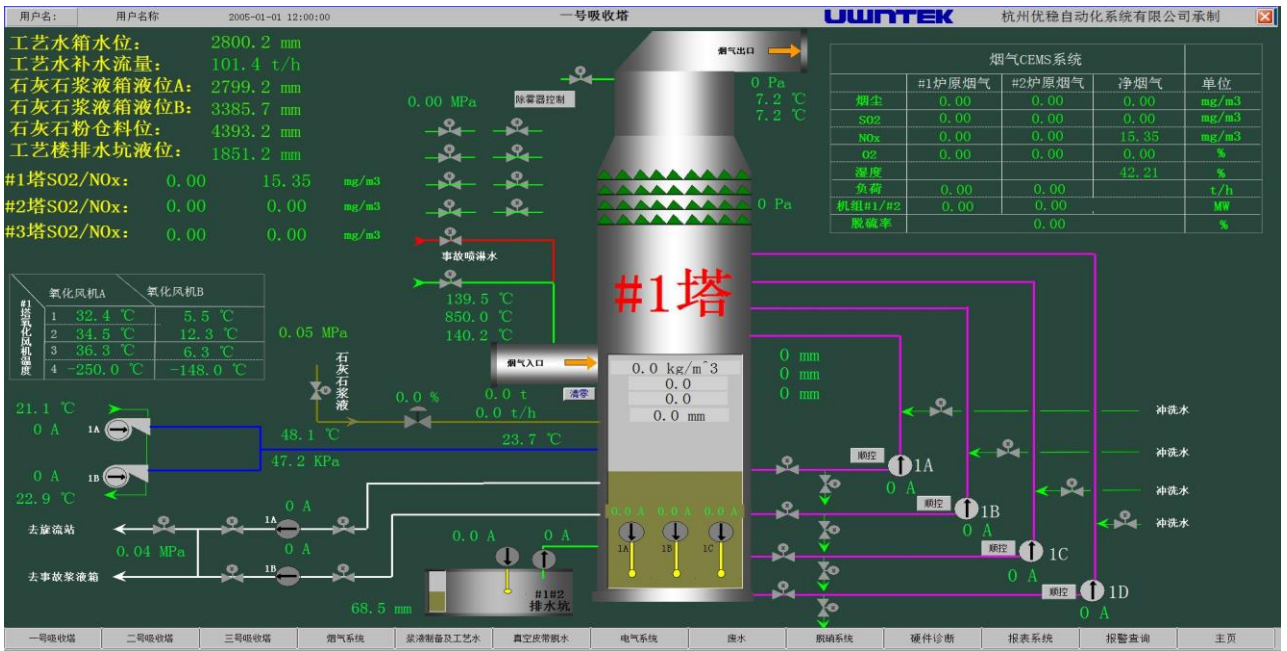 用户名： 用户名称 2005-01-01 12:00:00 一号吸收塔 UWNTEK 杭州优稳自动化系统有限公司承制
工艺水箱水位： 2800.2 mm
工艺水补水流量： 101.4 t/h
石灰石浆液箱液位A： 2799.2 mm
石灰石浆液箱液位B： 3385.7 mm
石灰石粉仓料位： 4393.2 mm
工艺楼排水坑液位： 1851.2 mm
#1塔SO2/NOx： 0.00 15.35 mg/m3
#2塔SO2/NOx： 0.00 0.00 mg/m3
#3塔SO2/NOx： 0.00 0.00 mg/m3
0.00 MPa
除雾器控制
烟气出口
0 Pa
7.2 ℃
7.2 ℃
0 Pa
烟气CEMS系统
#1炉原烟气 #2炉原烟气 净烟气 单位
烟尘 0.00 0.00 0.00 mg/m3
SO2 0.00 0.00 0.00 mg/m3
NOx 0.00 0.00 15.35 mg/m3
O2 0.00 0.00 0.00 %
湿度 42.21 %
负荷 0.00 0.00 t/h
机组#1/#2 0.00 0.00 MW
脱硫率 0.00 %
事故喷淋水
139.5 ℃
850.0 ℃
140.2 ℃
#1塔
#1塔氧化风机温度
氧化风机A 氧化风机B
1 32.4 ℃ 5.5 ℃
2 34.5 ℃ 12.3 ℃
3 36.3 ℃ 6.3 ℃
4 -250.0 ℃ -148.0 ℃
0.05 MPa
石灰石浆液
烟气入口
0.0 % 0.0 t 清零
0.0 t/h
0.0 kg/m^3
0.0
0.0
0.0 mm
0 mm
0 mm
0 mm
21.1 ℃
0 A 1A
0 A 1B
22.9 ℃
48.1 ℃
47.2 KPa
23.7 ℃
冲洗水
冲洗水
冲洗水
冲洗水
顺控 1A
0 A
顺控 1B
0 A
顺控 1C
0 A
顺控 1D
0 A
0.0 A 0.0 A 0.0 A
1A 1B 1C
0 A
1A
去旋流站
0.04 MPa
0 A
1B
去事故浆液箱
0.0 A 0 A
#1#2
排水坑
68.5 mm
一号吸收塔 二号吸收塔 三号吸收塔 烟气系统 浆液制备及工艺水 真空皮带脱水 电气系统 废水 脱硝系统 硬件诊断 报表系统 报警查询 主页